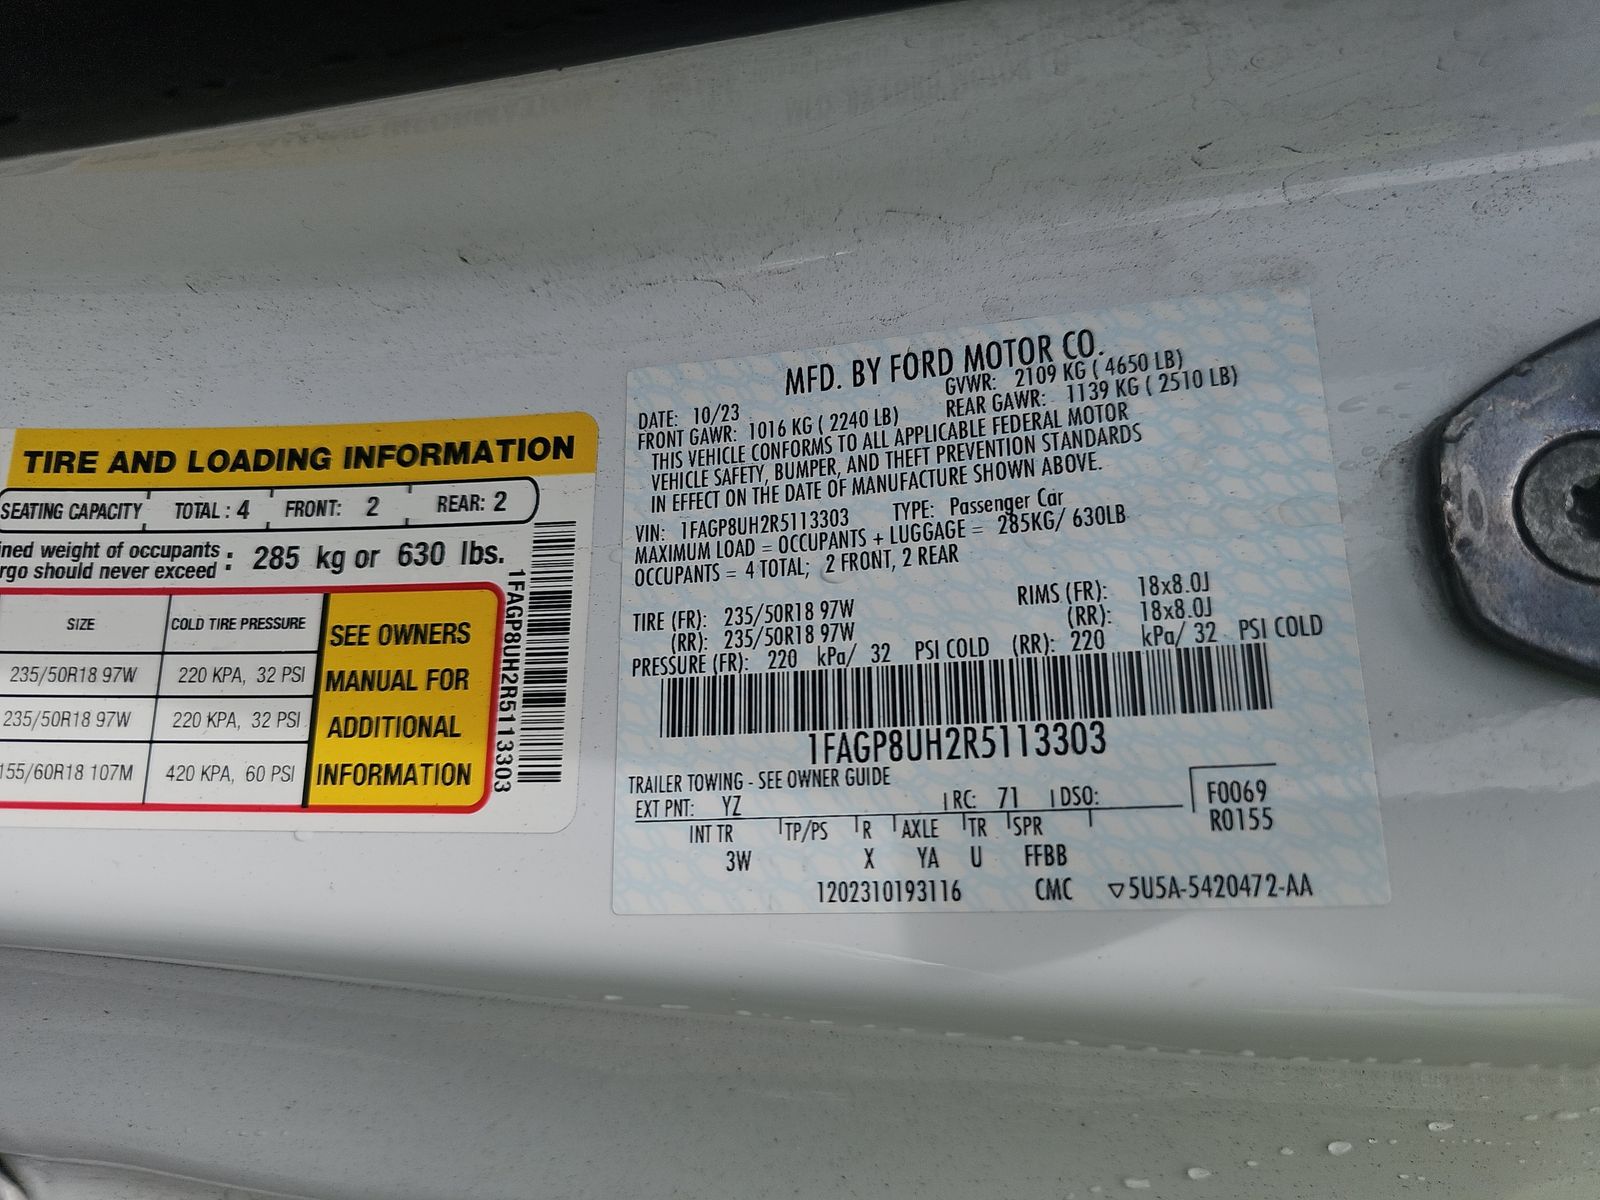 TIRE AND LOADING INFORMATION
SEATING CAPACITY TOTAL : 4 FRONT: 2 REAR: 2
weight of occupants
should never exceed : 285 kg or 630 lbs.
SIZE COLD TIRE PRESSURE
235/50R18 97W 220 KPA, 32 PSI
235/50R18 97W 220 KPA, 32 PSI
155/60R18 107M 420 KPA, 60 PSI
SEE OWNERS
MANUAL FOR
ADDITIONAL
INFORMATION
1FAGP8UH2R5113303
MFD. BY FORD MOTOR CO.
DATE: 10/23 GVWR: 2109 KG ( 4650 LB)
FRONT GAWR: 1016 KG ( 2240 LB) REAR GAWR: 1139 KG ( 2510 LB)
THIS VEHICLE CONFORMS TO ALL APPLICABLE FEDERAL MOTOR
VEHICLE SAFETY, BUMPER, AND THEFT PREVENTION STANDARDS
IN EFFECT ON THE DATE OF MANUFACTURE SHOWN ABOVE.
VIN: 1FAGP8UH2R5113303 TYPE: Passenger Car
MAXIMUM LOAD = OCCUPANTS + LUGGAGE = 285KG/ 630LB
OCCUPANTS = 4 TOTAL; 2 FRONT, 2 REAR
TIRE (FR): 235/50R18 97W RIMS (FR): 18x8.0J
(RR): 235/50R18 97W (RR): 18x8.0J
PRESSURE (FR): 220 kPa/ 32 PSI COLD (RR): 220 kPa/ 32 PSI COLD
1FAGP8UH2R5113303
TRAILER TOWING - SEE OWNER GUIDE
EXT PNT: YZ RC: 71 DSO: F0069
INT TR TP/PS R AXLE TR SPR R0155
3W X YA U FFBB
1202310193116 CMC ▽5U5A-5420472-AA